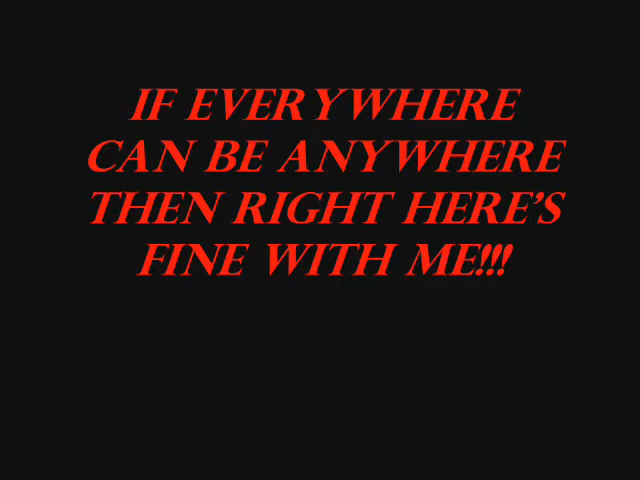 IF EVERYWHERE
CAN BE ANYWHERE
THEN RIGHT HERE'S
FINE WITH ME!!!